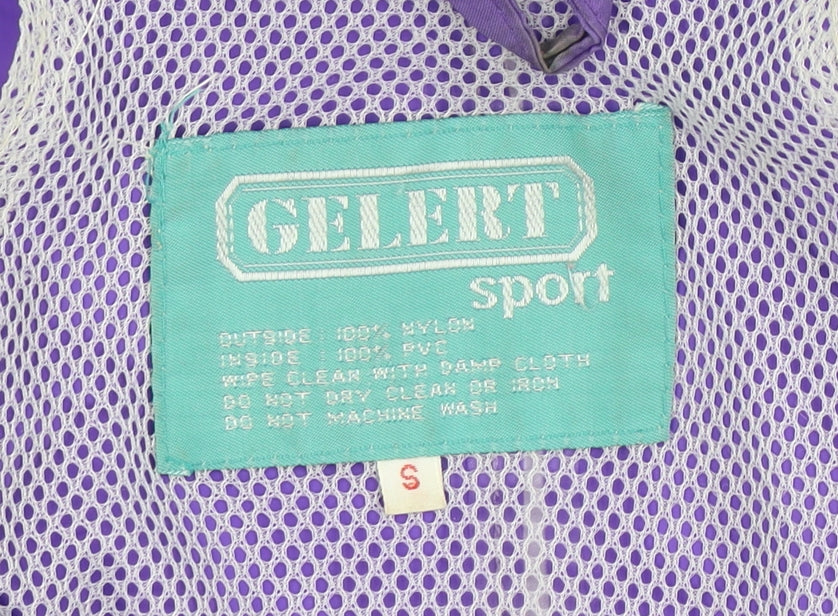 GELERT
sport
OUTSIDE : 100% NYLON
INSIDE : 100% PVC
WIPE CLEAN WITH DAMP CLOTH
DO NOT DRY CLEAN OR IRON
DO NOT MACHINE WASH
S